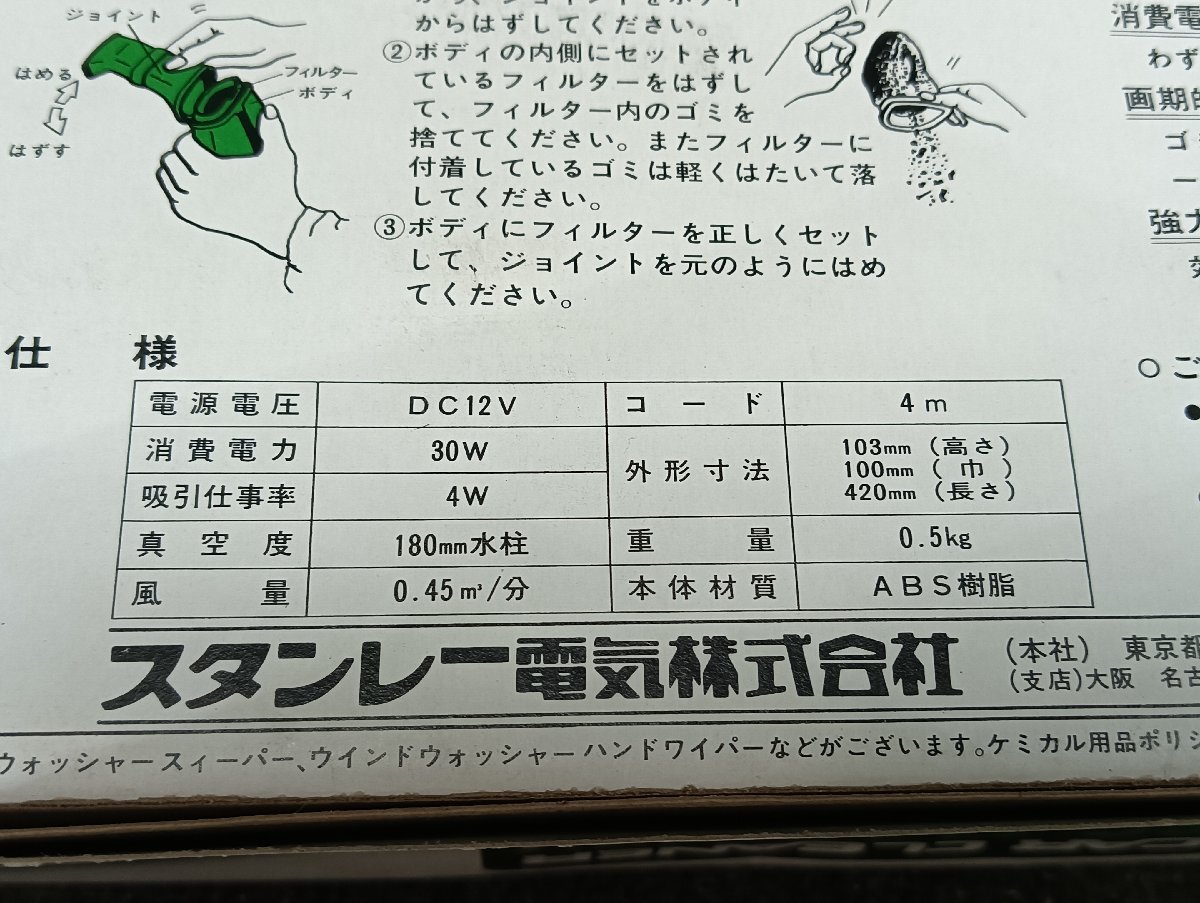 からはずしてください。
②ボディの内側にセットされ
ているフィルターをはずし
て、フィルター内のゴミを
捨ててください。またフィルターに
付着しているゴミは軽くはたいて落
してください。
③ボディにフィルターを正しくセット
して、ジョイントを元のようにはめ
てください。
ジョイント
はめる
フィルター
ボディ
はずす
消費電
わず
画期的
ゴ
強力
仕様
電源電圧 DC12V コード 4m
消費電力 30W 外形寸法 103mm(高さ)
100mm(巾)
420mm(長さ)
吸引仕事率 4W
真空度 180mm水柱 重量 0.5kg
風量 0.45m³/分 本体材質 ABS樹脂
○ご
スタンレー電気株式会社 (本社) 東京都
(支店)大阪 名古
ウォッシャースィーパー、ウインドウォッシャーハンドワイパーなどがございます。ケミカル用品ポリシ